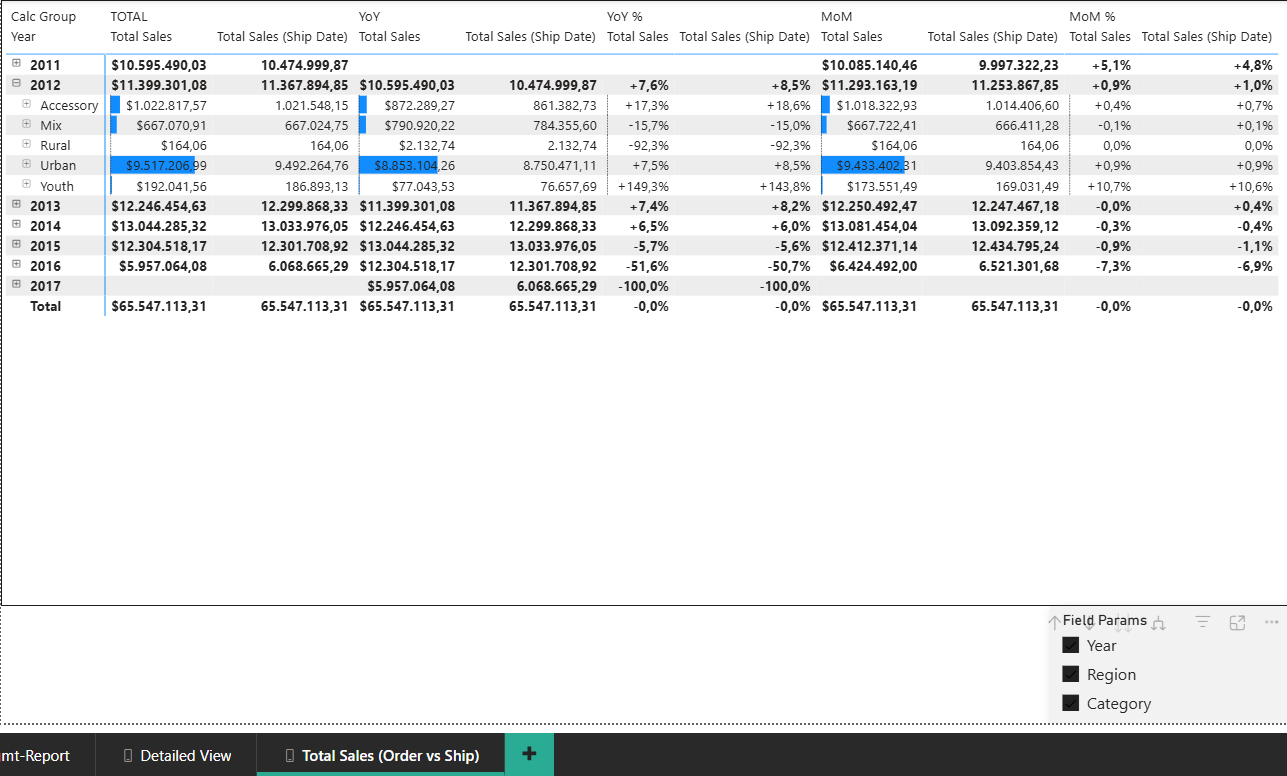 Calc Group TOTAL YoY YoY % MoM MoM %
Year Total Sales Total Sales (Ship Date) Total Sales Total Sales (Ship Date) Total Sales Total Sales (Ship Date) Total Sales Total Sales (Ship Date) Total Sales Total Sales (Ship Date)
2011 $10.595.490,03 10.474.999,87 $10.085.140,46 9.997.322,23 +5,1% +4,8%
2012 $11.399.301,08 11.367.894,85 $10.595.490,03 10.474.999,87 +7,6% +8,5% $11.293.163,19 11.253.867,85 +0,9% +1,0%
Accessory $1.022.817,57 1.021.548,15 $872.289,27 861.382,73 +17,3% +18,6% $1.018.322,93 1.014.406,60 +0,4% +0,7%
Mix $667.070,91 667.024,75 $790.920,22 784.355,60 -15,7% -15,0% $667.722,41 666.411,28 -0,1% +0,1%
Rural $164,06 164,06 $2.132,74 2.132,74 -92,3% -92,3% $164,06 164,06 0,0% 0,0%
Urban $9.517.206,99 9.492.264,76 $8.853.104,26 8.750.471,11 +7,5% +8,5% $9.433.402,31 9.403.854,43 +0,9% +0,9%
Youth $192.041,56 186.893,13 $77.043,53 76.657,69 +149,3% +143,8% $173.551,49 169.031,49 +10,7% +10,6%
2013 $12.246.454,63 12.299.868,33 $11.399.301,08 11.367.894,85 +7,4% +8,2% $12.250.492,47 12.247.467,18 -0,0% +0,4%
2014 $13.044.285,32 13.033.976,05 $12.246.454,63 12.299.868,33 +6,5% +6,0% $13.081.454,04 13.092.359,12 -0,3% -0,4%
2015 $12.304.518,17 12.301.708,92 $13.044.285,32 13.033.976,05 -5,7% -5,6% $12.412.371,14 12.434.795,24 -0,9% -1,1%
2016 $5.957.064,08 6.068.665,29 $12.304.518,17 12.301.708,92 -51,6% -50,7% $6.424.492,00 6.521.301,68 -7,3% -6,9%
2017 $5.957.064,08 6.068.665,29 -100,0% -100,0%
Total $65.547.113,31 65.547.113,31 $65.547.113,31 65.547.113,31 -0,0% -0,0% $65.547.113,31 65.547.113,31 -0,0% -0,0%
Field Params
Year
Region
Category
mt-Report Detailed View Total Sales (Order vs Ship) +